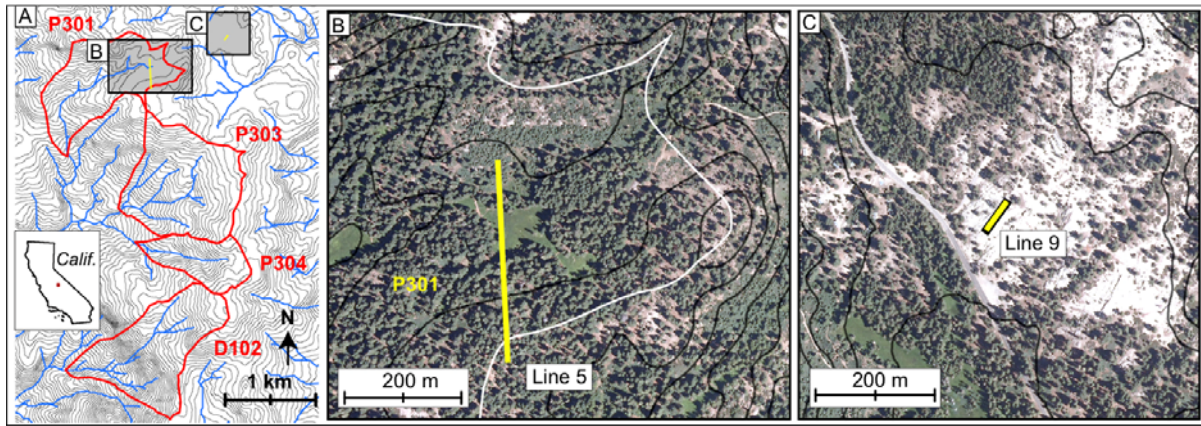 A
P301
B
C
P303
P304
Calif.
N
D102
1 km
B
P301
Line 5
200 m
C
Line 9
200 m